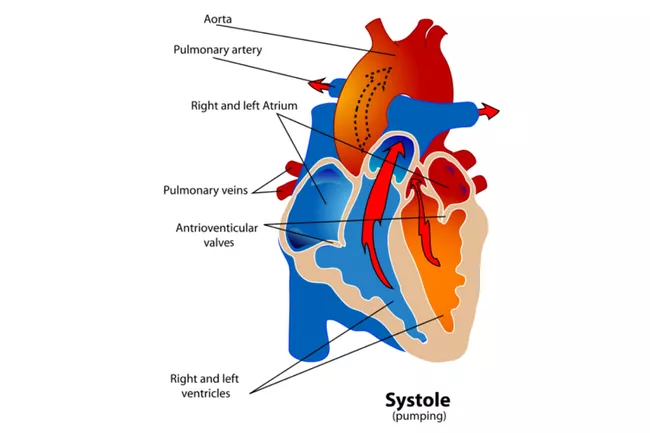 Aorta
Pulmonary artery
Right and left Atrium
Pulmonary veins
Antrioventicular
valves
Right and left
ventricles
Systole
(pumping)